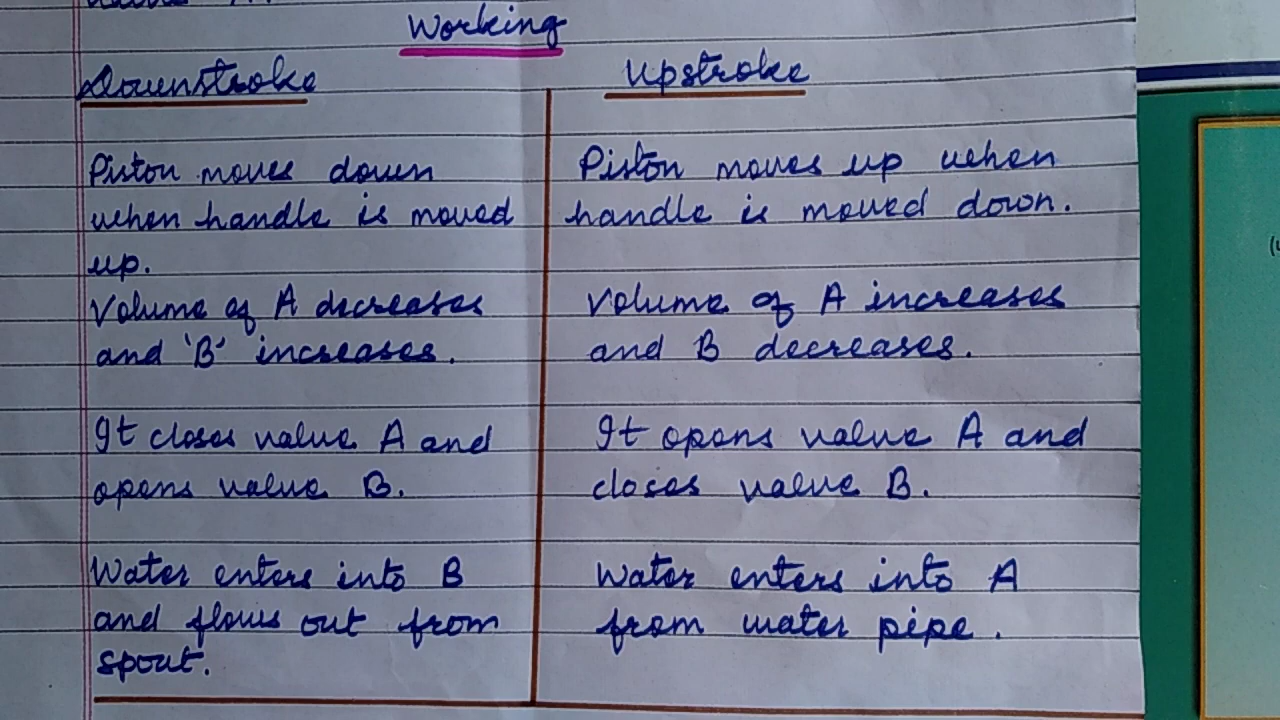 Working
Downstroke
Piston moves down
when handle is moved
up.
Volume of A decreases
and 'B' increases.
It closes valve A and
opens valve B.
Water enters into B
and flows out from
spout.
Upstroke
Piston moves up when
handle is moved down.
Volume of A increases
and B decreases.
It opens valve A and
closes valve B.
Water enters into A
from water pipe.